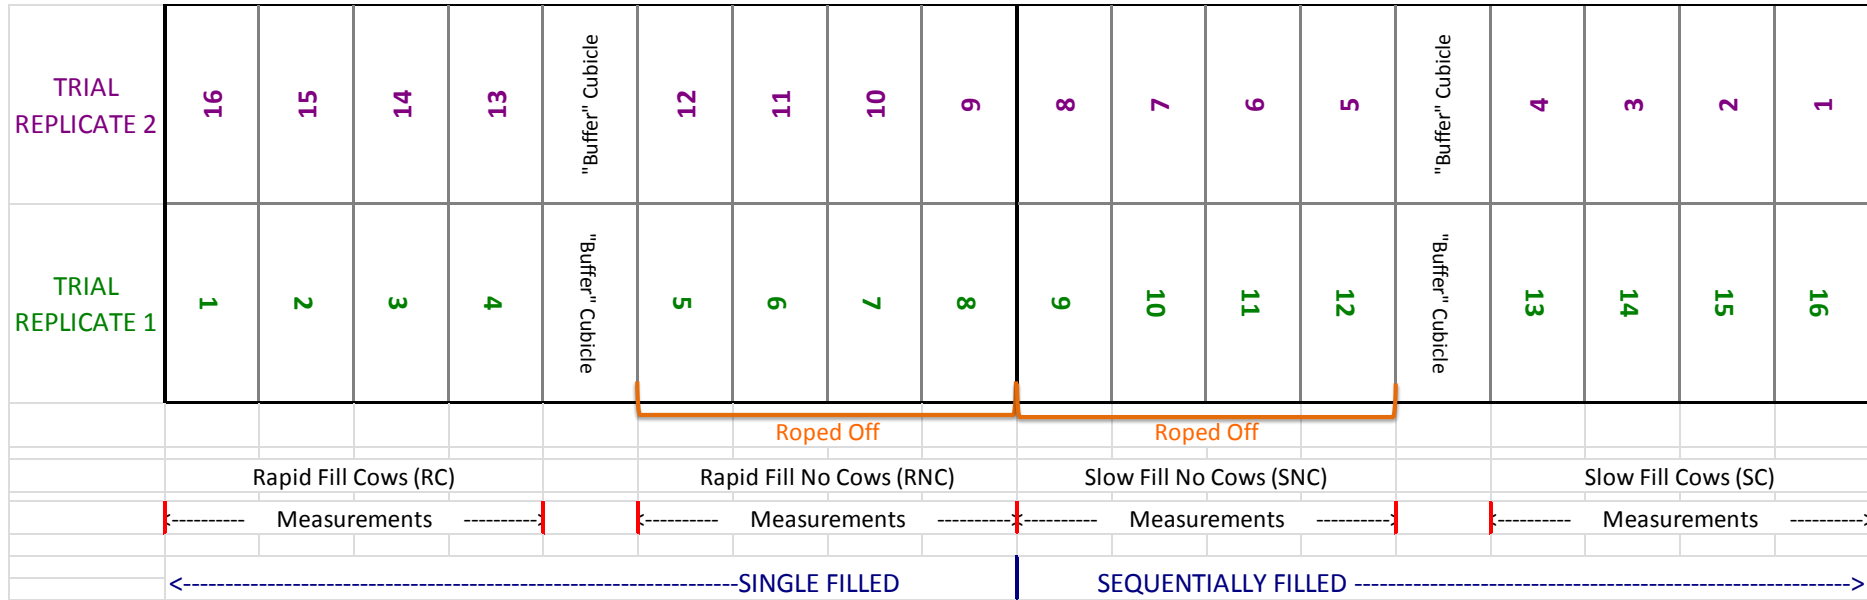 TRIAL
REPLICATE 2
16 15 14 13 "Buffer" Cubicle 12 11 10 9 8 7 6 5 "Buffer" Cubicle 4 3 2 1
TRIAL
REPLICATE 1
1 2 3 4 "Buffer" Cubicle 5 6 7 8 9 10 11 12 "Buffer" Cubicle 13 14 15 16
Roped Off Roped Off
Rapid Fill Cows (RC) Rapid Fill No Cows (RNC) Slow Fill No Cows (SNC) Slow Fill Cows (SC)
<---------- Measurements ----------> <---------- Measurements ----------> <---------- Measurements ----------> <---------- Measurements ---------->
<------------------------------------------------------------SINGLE FILLED SEQUENTIALLY FILLED ------------------------------------------------------>